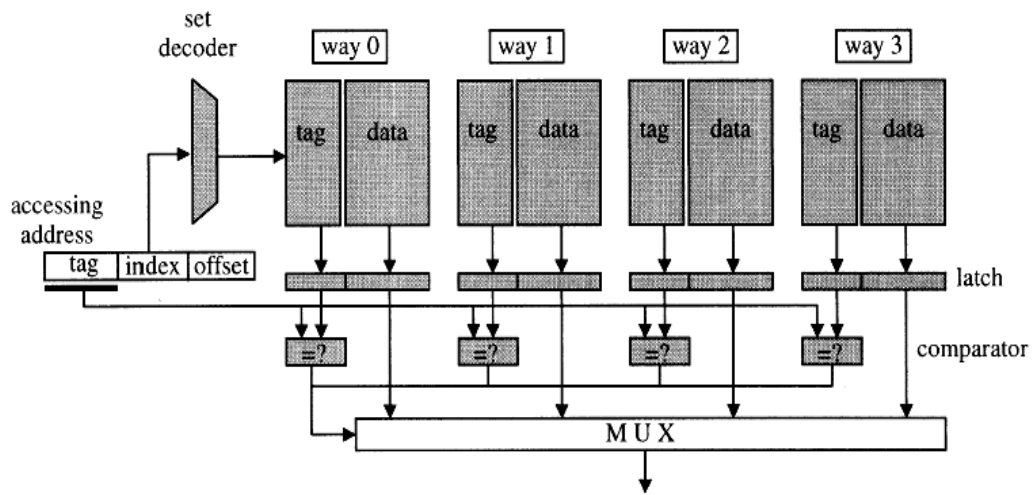 set
decoder
way 0
way 1
way 2
way 3
tag
data
tag
data
tag
data
tag
data
accessing
address
tag
index
offset
latch
=?
=?
=?
=?
comparator
M U X